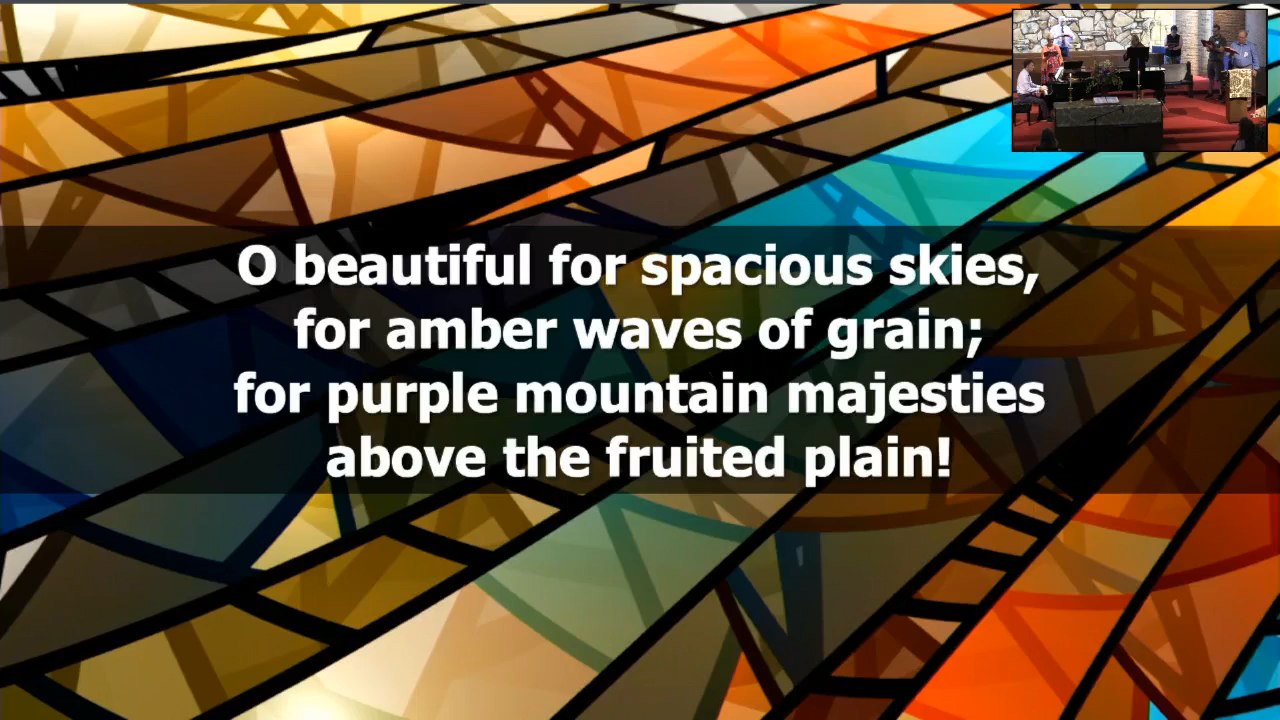 O beautiful for spacious skies,
for amber waves of grain;
for purple mountain majesties
above the fruited plain!